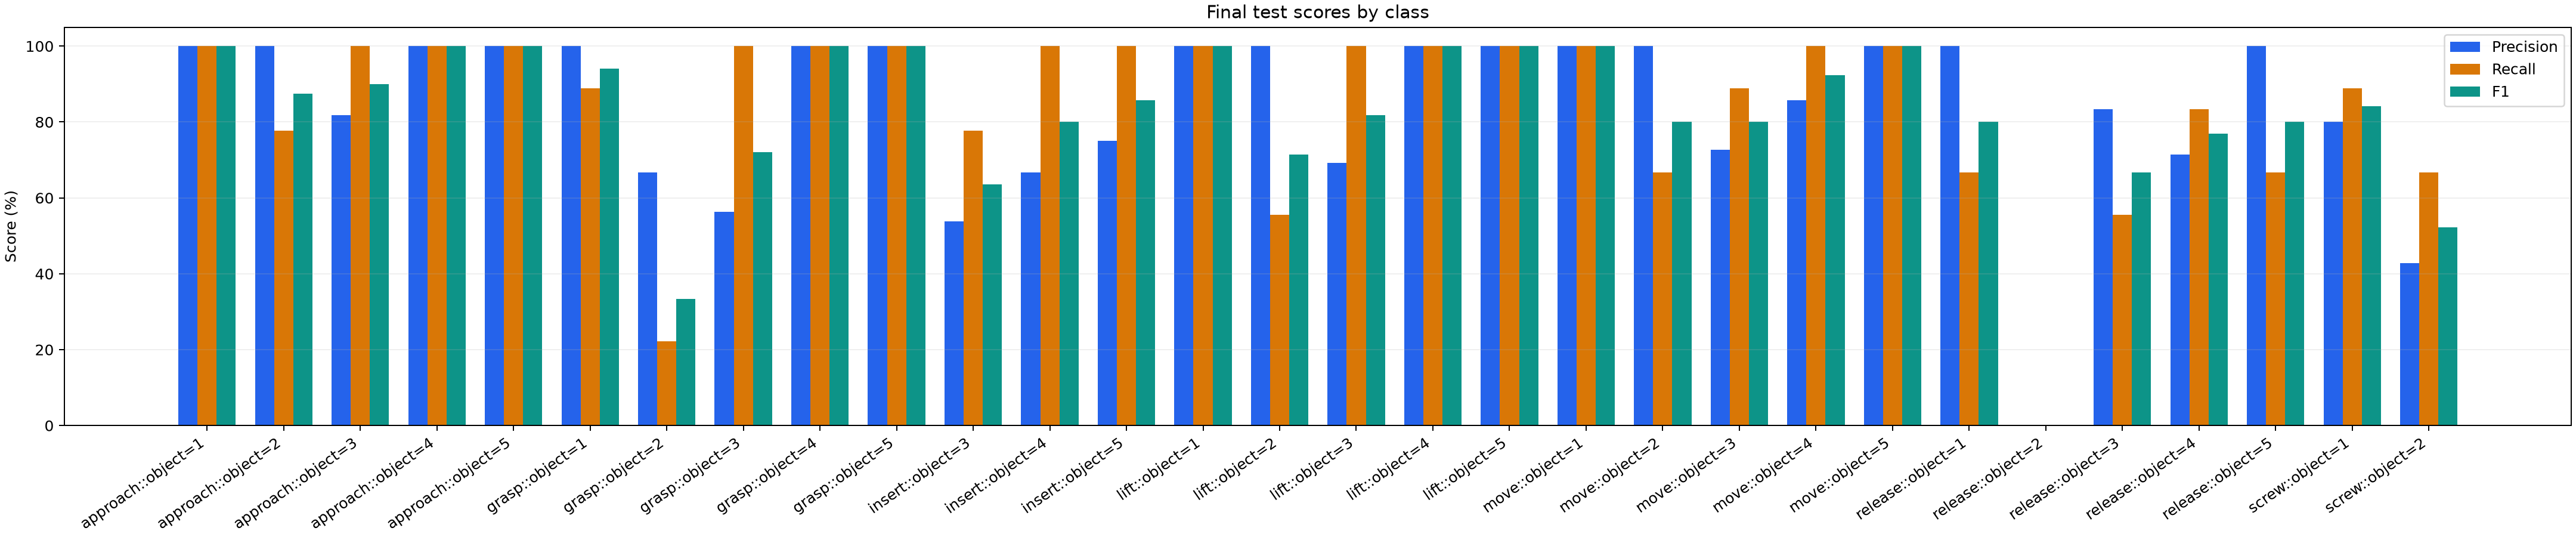 Final test scores by class
Precision
Recall
F1
Score (%)
100
80
60
40
20
0
approach::object=1
approach::object=2
approach::object=3
approach::object=4
approach::object=5
grasp::object=1
grasp::object=2
grasp::object=3
grasp::object=4
grasp::object=5
insert::object=3
insert::object=4
insert::object=5
lift::object=1
lift::object=2
lift::object=3
lift::object=4
lift::object=5
move::object=1
move::object=2
move::object=3
move::object=4
move::object=5
release::object=1
release::object=2
release::object=3
release::object=4
release::object=5
screw::object=1
screw::object=2